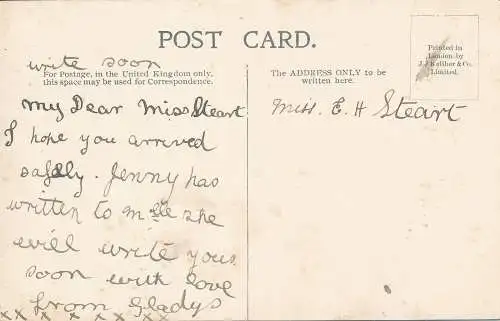 POST CARD.
write soon
For Postage, in the United Kingdom only,
this space may be used for Correspondence.
My Dear Miss Steart
I hope you arrived
safely. Jenny has
written to mlle she
will write you
soon with love
from Gladys
x x x x x x x x
The ADDRESS ONLY to be
written here.
Miss. E. H Steart
Printed in
London by
J. J. Keliher & Co.
Limited.